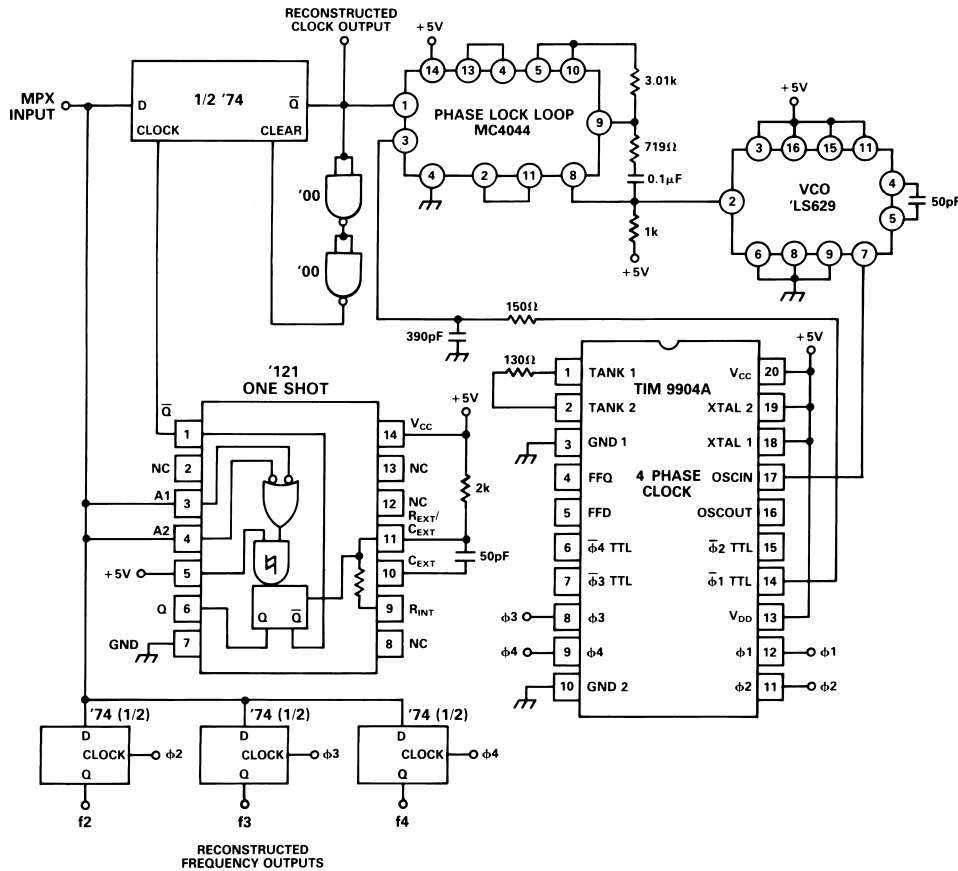 RECONSTRUCTED
CLOCK OUTPUT
+5V
14
13
4
5
10
3.01k
MPX
INPUT
D
1/2 '74
Q̅
CLOCK
CLEAR
1
3
PHASE LOCK LOOP
MC4044
9
719Ω
0.1μF
4
2
11
8
1k
+5V
+5V
3
16
15
11
2
VCO
'LS629
4
5
50pF
6
8
9
7
'00
'00
150Ω
390pF
'121
ONE SHOT
Q̅
1
NC
2
A1
3
A2
4
+5V
5
Q
6
GND
7
Q
Q̅
+5V
14
VCC
13
NC
12
NC
REXT/
CEXT
11
2k
50pF
10
CEXT
9
RINT
8
NC
130Ω
+5V
TIM 9904A
4 PHASE
CLOCK
1
TANK 1
VCC
20
2
TANK 2
XTAL 2
19
3
GND 1
XTAL 1
18
4
FFQ
OSCIN
17
5
FFD
OSCOUT
16
6
ϕ̅4 TTL
ϕ̅2 TTL
15
7
ϕ̅3 TTL
ϕ̅1 TTL
14
ϕ3
8
ϕ3
VDD
13
ϕ4
9
ϕ4
ϕ1
12
ϕ1
10
GND 2
ϕ2
11
ϕ2
'74 (1/2)
D
CLOCK
ϕ2
Q
f2
'74 (1/2)
D
CLOCK
ϕ3
Q
f3
'74 (1/2)
D
CLOCK
ϕ4
Q
f4
RECONSTRUCTED
FREQUENCY OUTPUTS